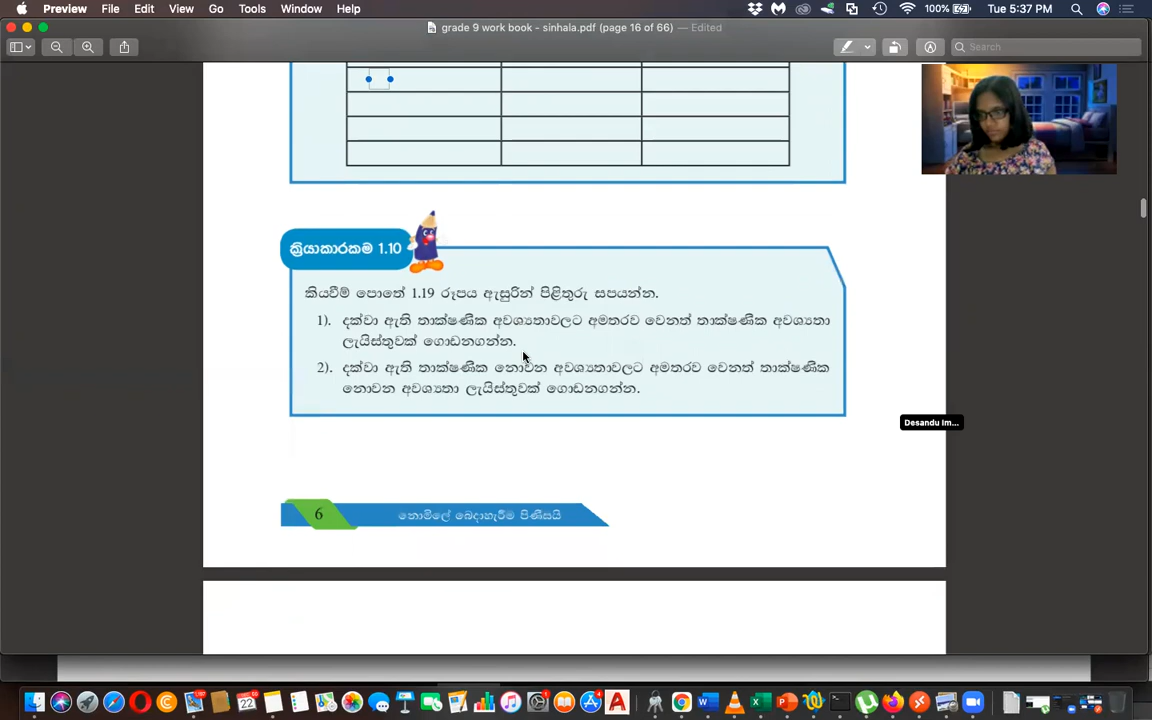 Preview File Edit View Go Tools Window Help 100% Tue 5:37 PM
grade 9 work book - sinhala.pdf (page 16 of 66) — Edited
Search
ක්‍රියාකාරකම 1.10
කියවීම් පොතේ 1.19 රූපය ඇසුරින් පිළිතුරු සපයන්න.
1). දක්වා ඇති තාක්ෂණික අවශ්‍යතාවලට අමතරව වෙනත් තාක්ෂණික අවශ්‍යතා
ලැයිස්තුවක් ගොඩනගන්න.
2). දක්වා ඇති තාක්ෂණික නොවන අවශ්‍යතාවලට අමතරව වෙනත් තාක්ෂණික
නොවන අවශ්‍යතා ලැයිස්තුවක් ගොඩනගන්න.
Desandu Im...
6 නොමිලේ බෙදාහැරීම පිණිසයි